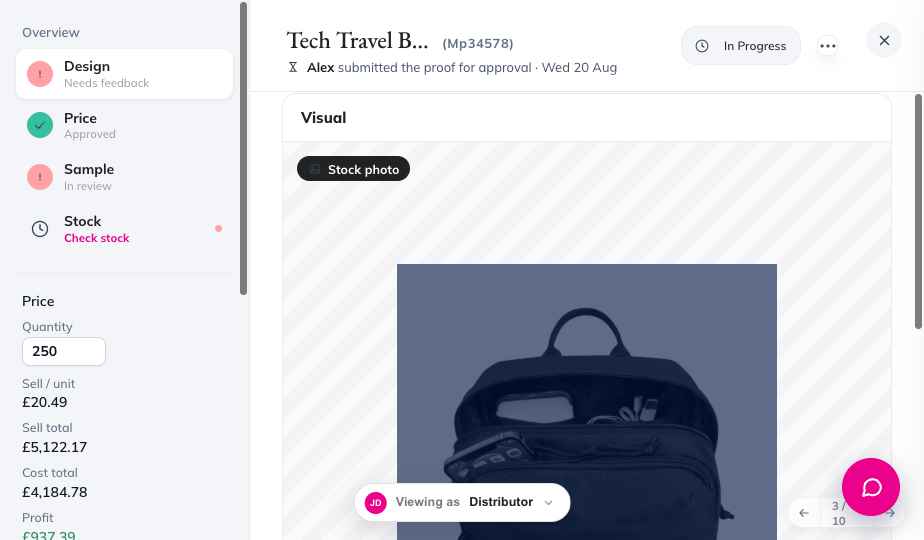 Overview
Design
Needs feedback
Price
Approved
Sample
In review
Stock
Check stock
Price
Quantity
250
Sell / unit
£20.49
Sell total
£5,122.17
Cost total
£4,184.78
Profit
£937.39
Tech Travel B... (Mp34578)
Alex submitted the proof for approval · Wed 20 Aug
In Progress
Visual
Stock photo
JD Viewing as Distributor
3 /
10